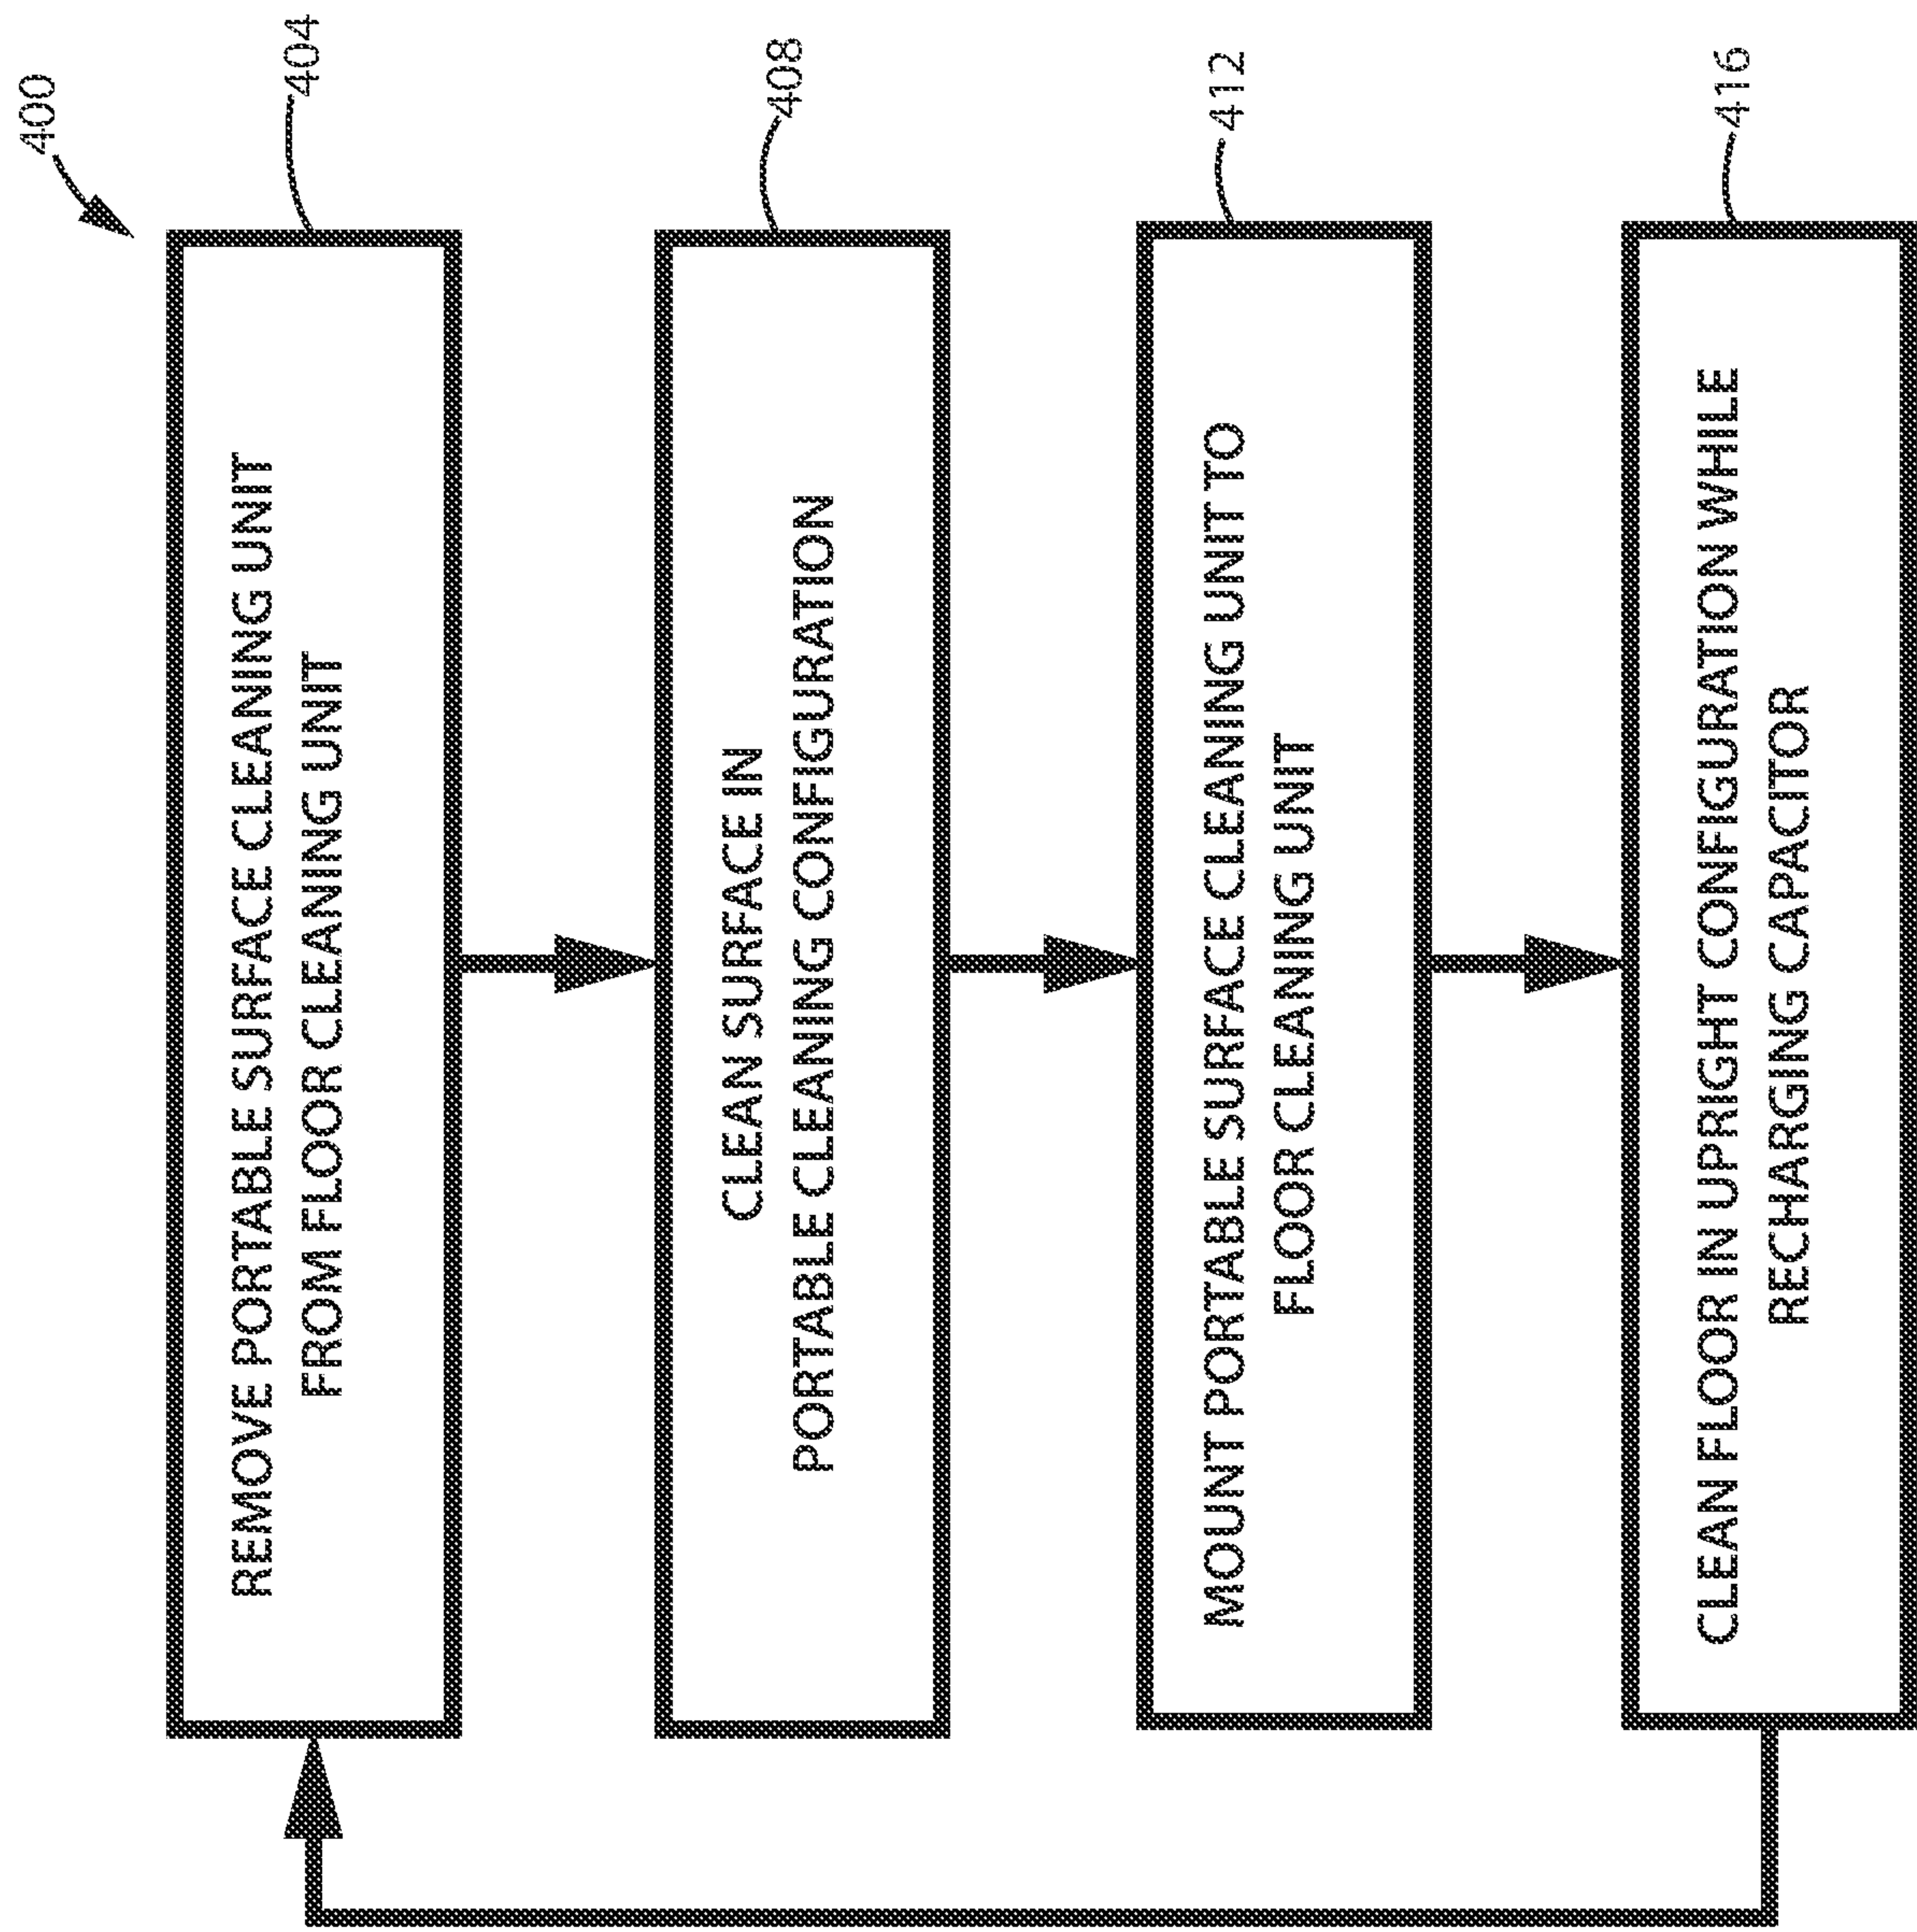 400
REMOVE PORTABLE SURFACE CLEANING UNIT
FROM FLOOR CLEANING UNIT
404
CLEAN SURFACE IN
PORTABLE CLEANING CONFIGURATION
408
MOUNT PORTABLE SURFACE CLEANING UNIT TO
FLOOR CLEANING UNIT
412
CLEAN FLOOR IN UPRIGHT CONFIGURATION WHILE
RECHARGING CAPACITOR
416